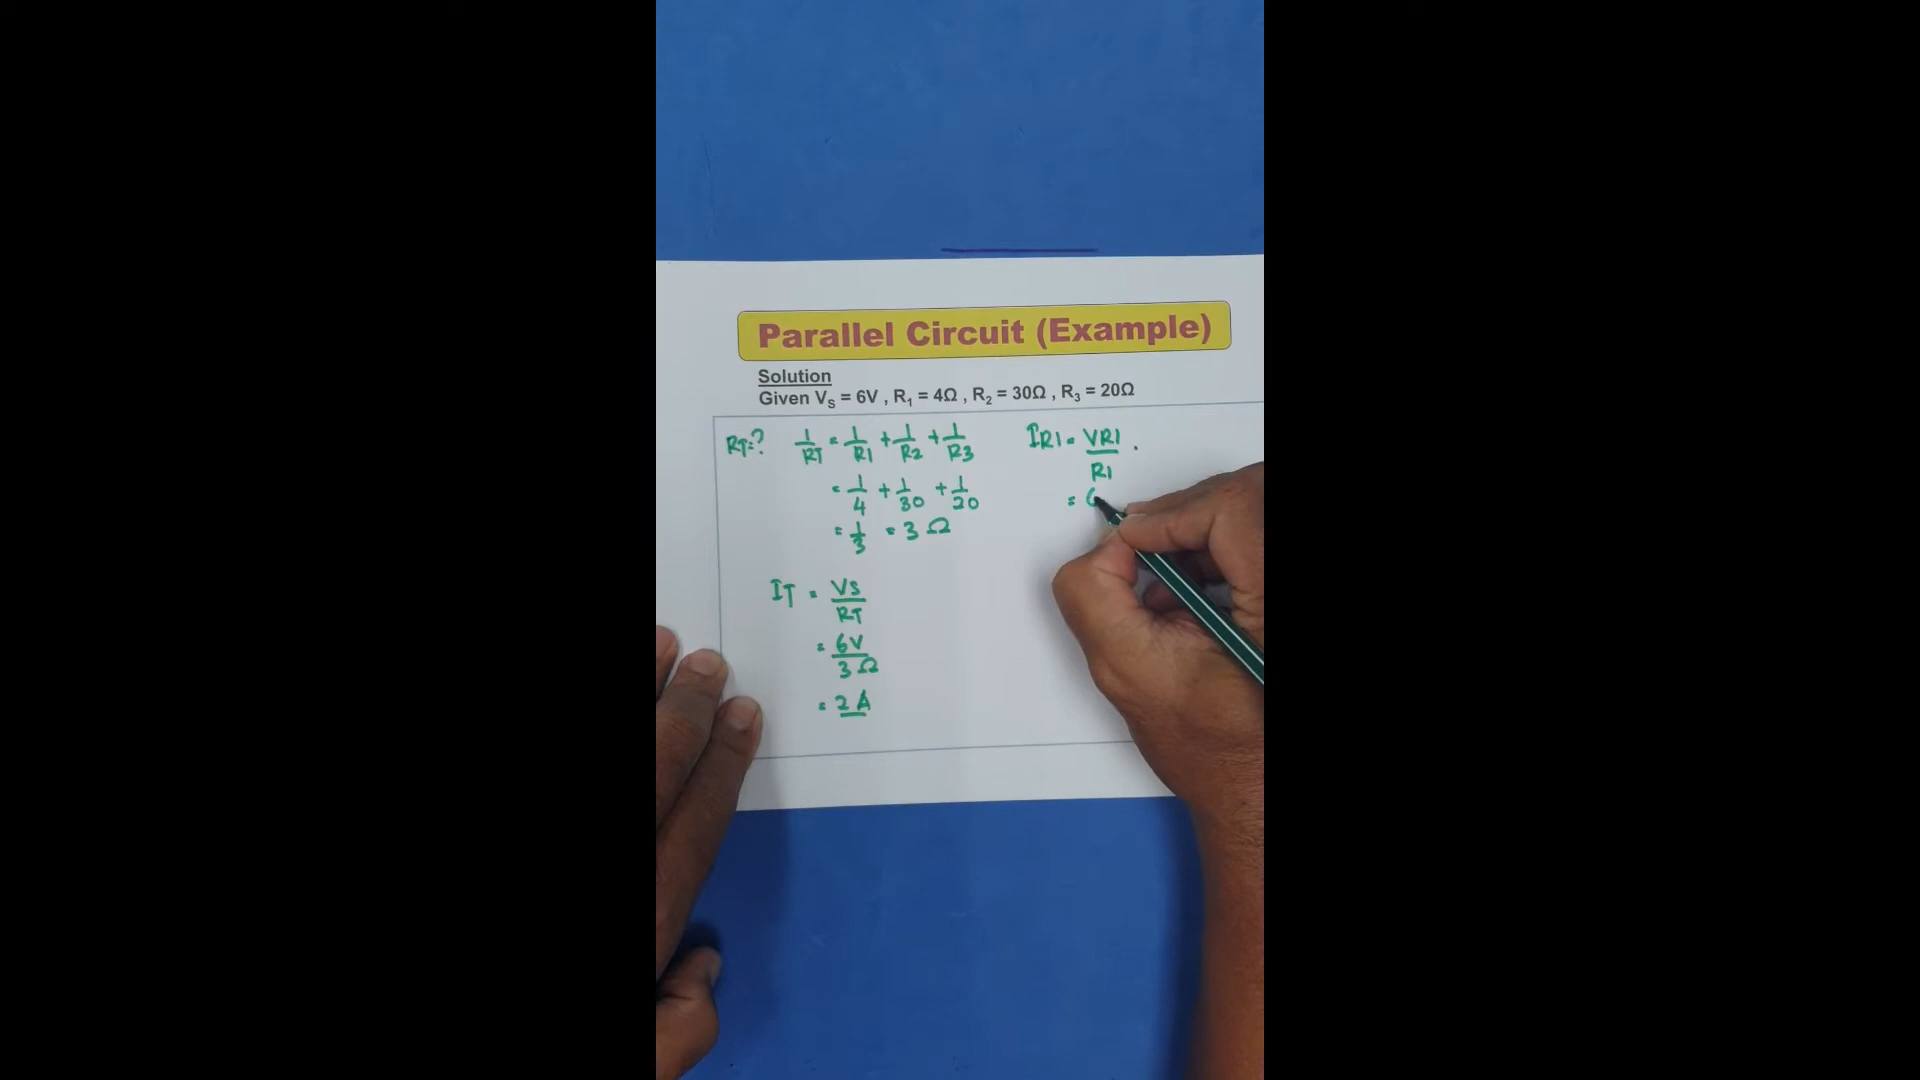 Parallel Circuit (Example)
Solution
Given VS = 6V , R1 = 4Ω , R2 = 30Ω , R3 = 20Ω
RT=? 1/RT = 1/R1 + 1/R2 + 1/R3
= 1/4 + 1/30 + 1/20
= 1/3 = 3 Ω
IT = VS/RT
= 6V/3Ω
= 2A
IR1 = VR1/R1 .
= 6